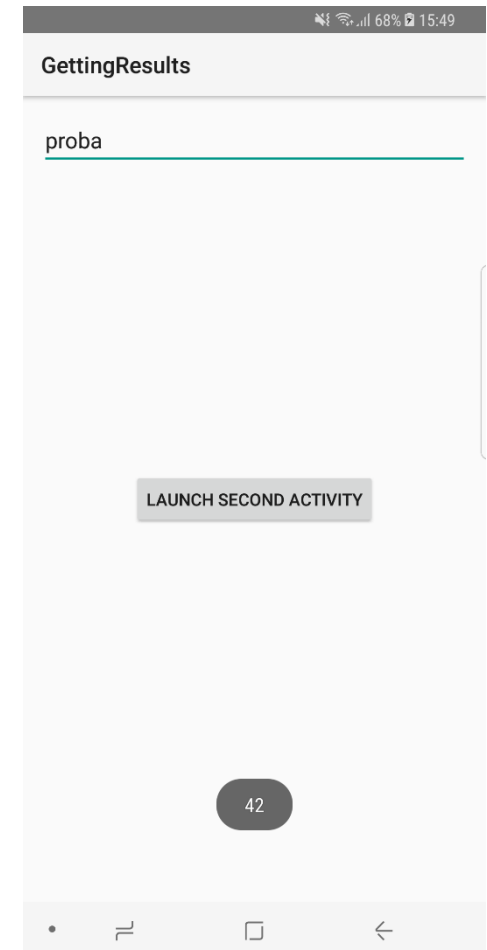 68% 15:49
GettingResults
proba
LAUNCH SECOND ACTIVITY
42